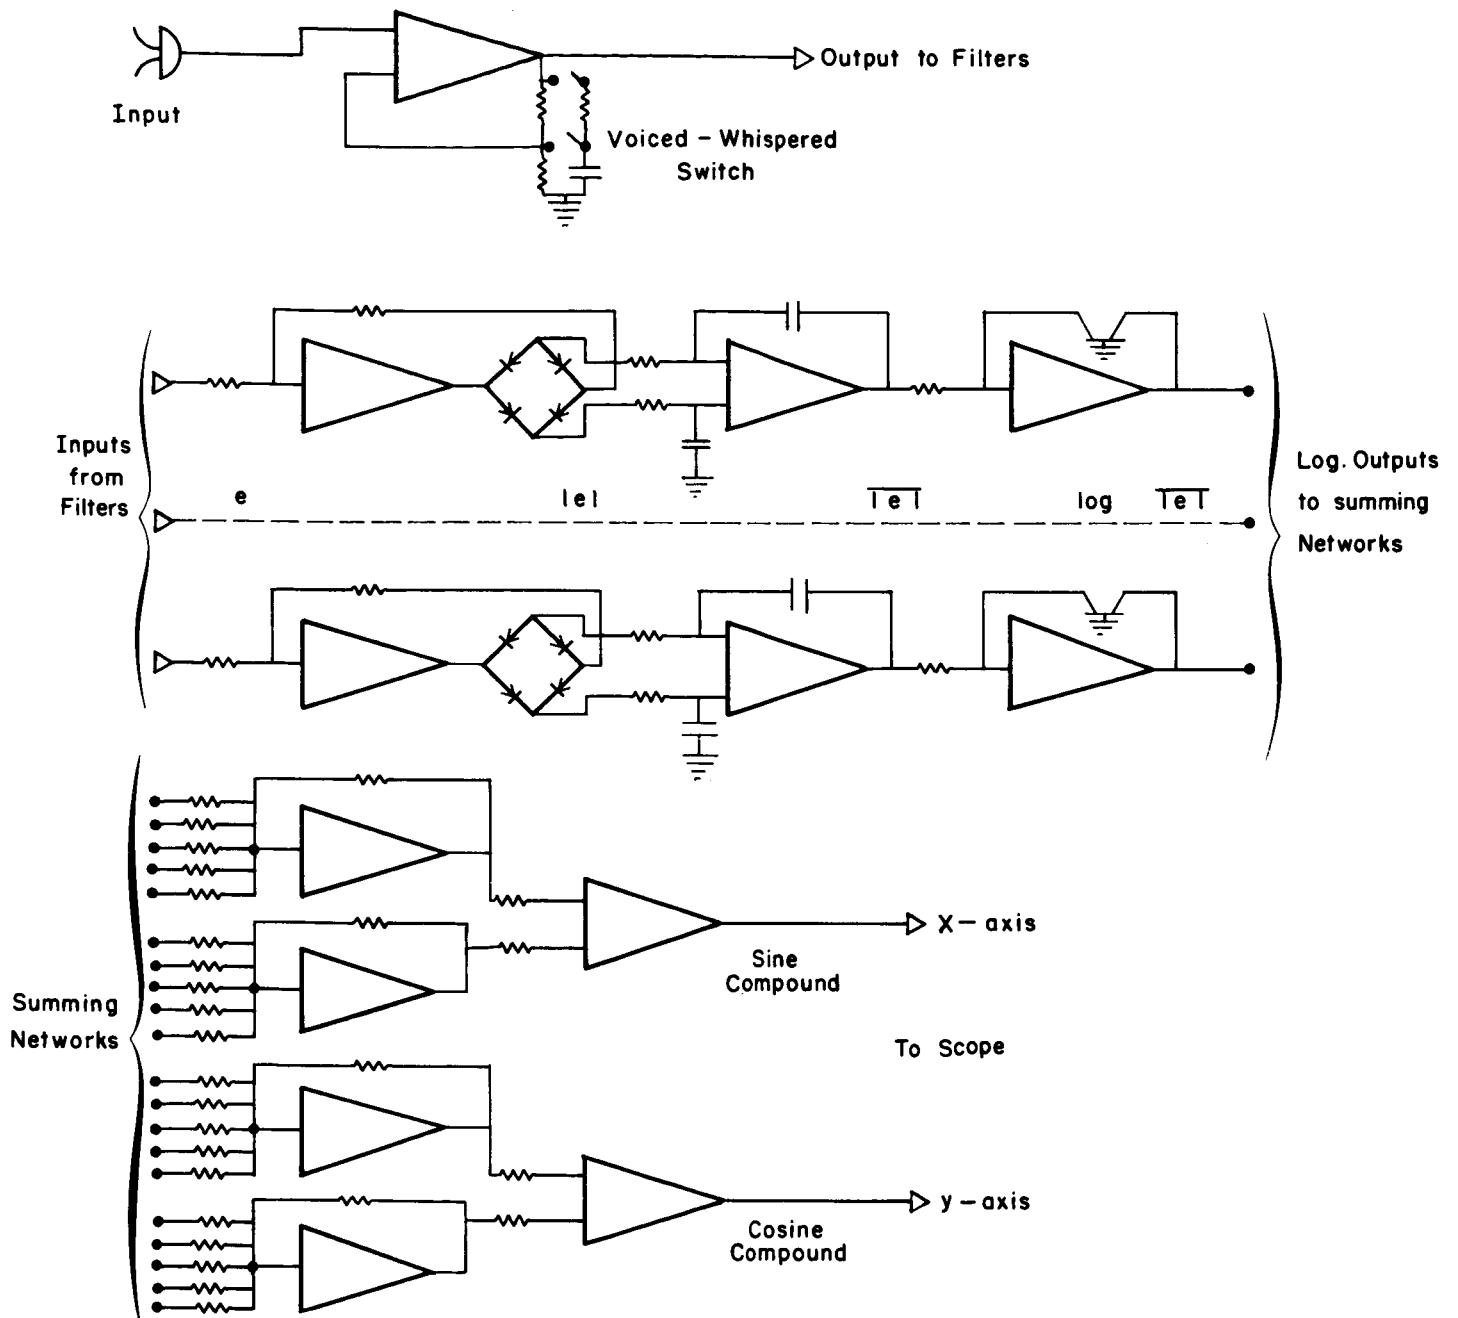 Output to Filters
Input
Voiced - Whispered
Switch
Inputs
from
Filters
e
|e|
|e|
log |e|
Log. Outputs
to summing
Networks
Summing
Networks
X - axis
Sine
Compound
To Scope
y - axis
Cosine
Compound